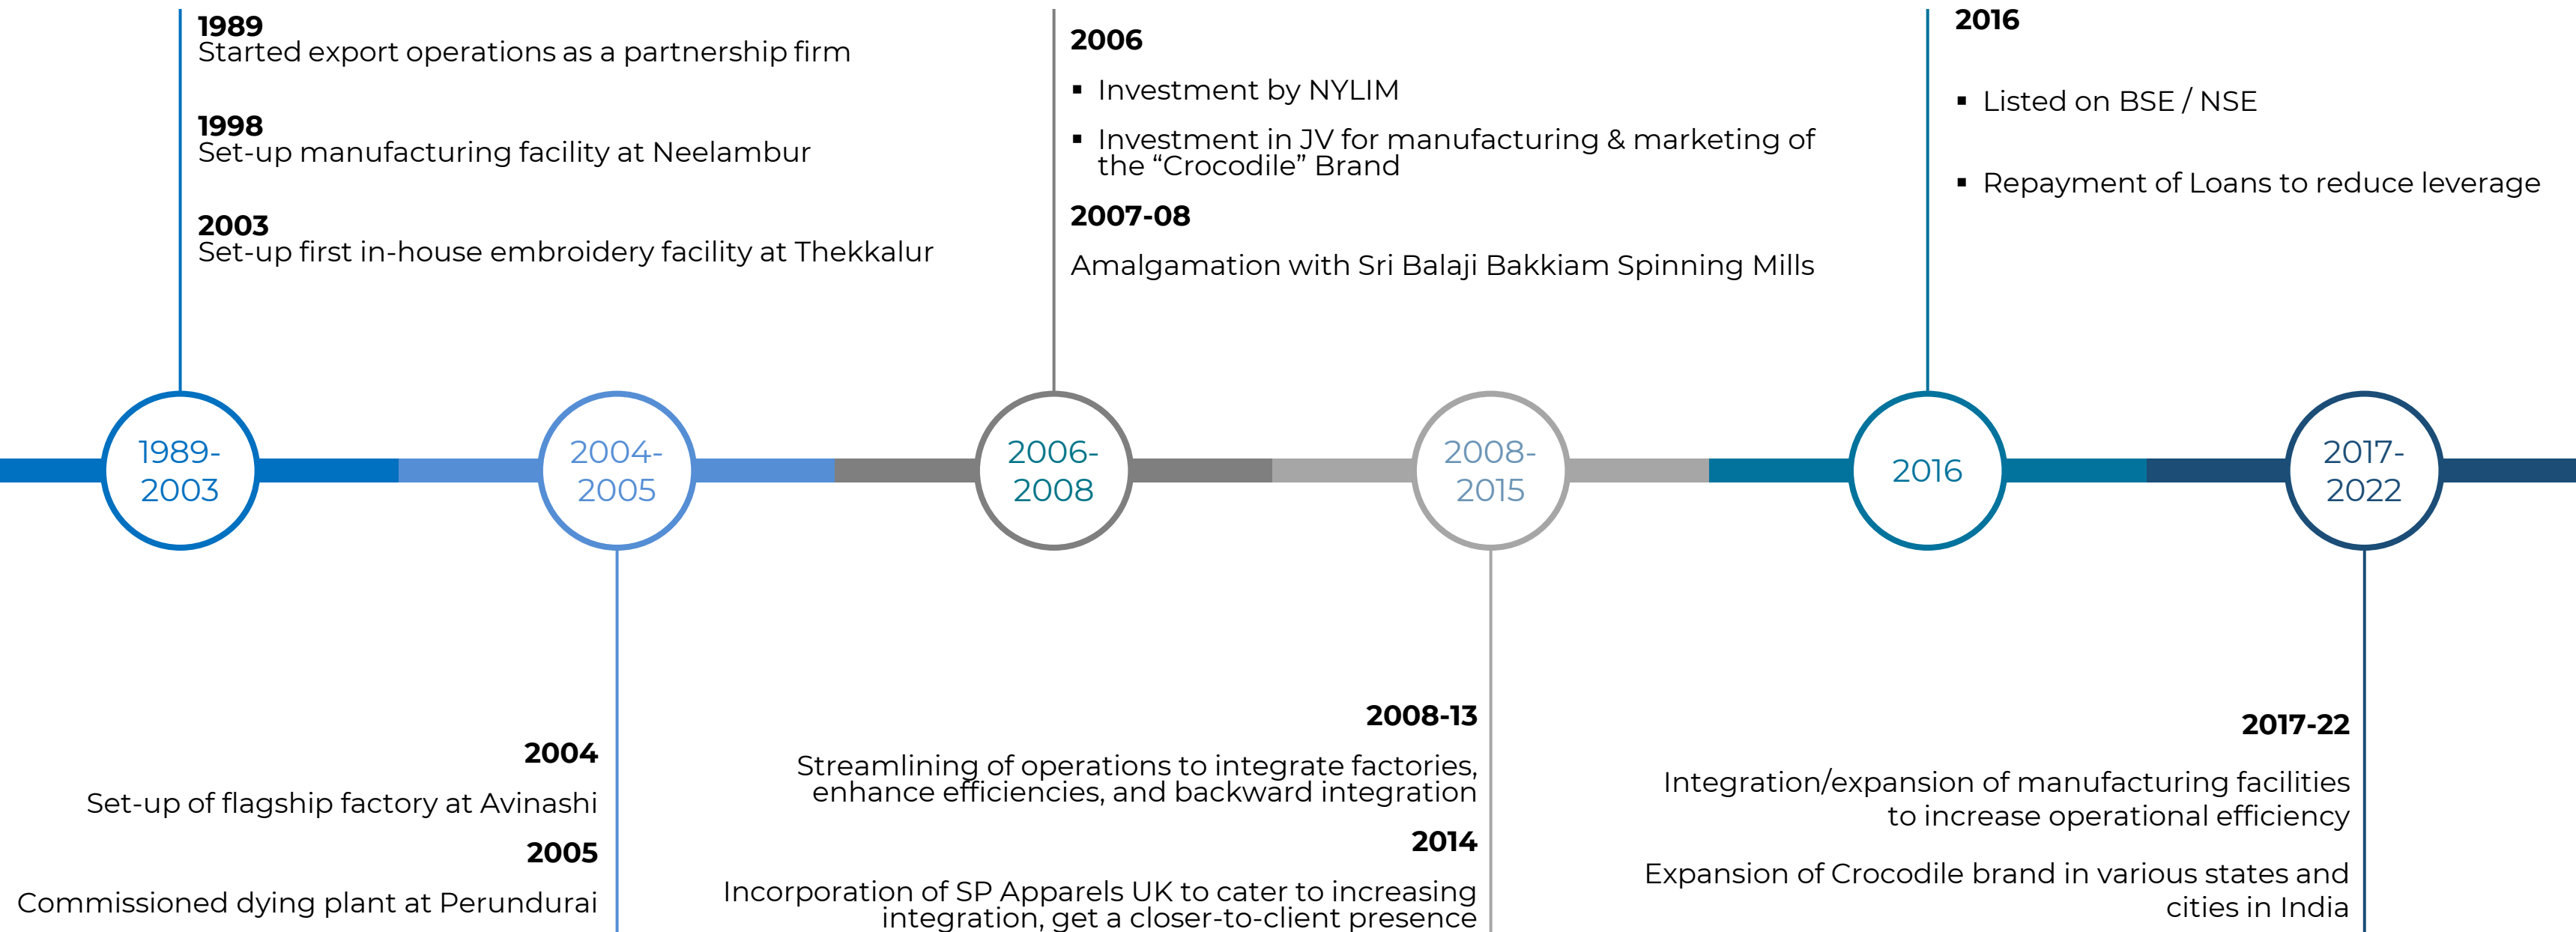 1989
Started export operations as a partnership firm
1998
Set-up manufacturing facility at Neelambur
2003
Set-up first in-house embroidery facility at Thekkalur
2006
▪ Investment by NYLIM
▪ Investment in JV for manufacturing & marketing of
the “Crocodile” Brand
2007-08
Amalgamation with Sri Balaji Bakkiam Spinning Mills
2016
▪ Listed on BSE / NSE
▪ Repayment of Loans to reduce leverage
1989-
2003
2004-
2005
2006-
2008
2008-
2015
2016
2017-
2022
2004
Set-up of flagship factory at Avinashi
2005
Commissioned dying plant at Perundurai
2008-13
Streamlining of operations to integrate factories,
enhance efficiencies, and backward integration
2014
Incorporation of SP Apparels UK to cater to increasing
integration, get a closer-to-client presence
2017-22
Integration/expansion of manufacturing facilities
to increase operational efficiency
Expansion of Crocodile brand in various states and
cities in India